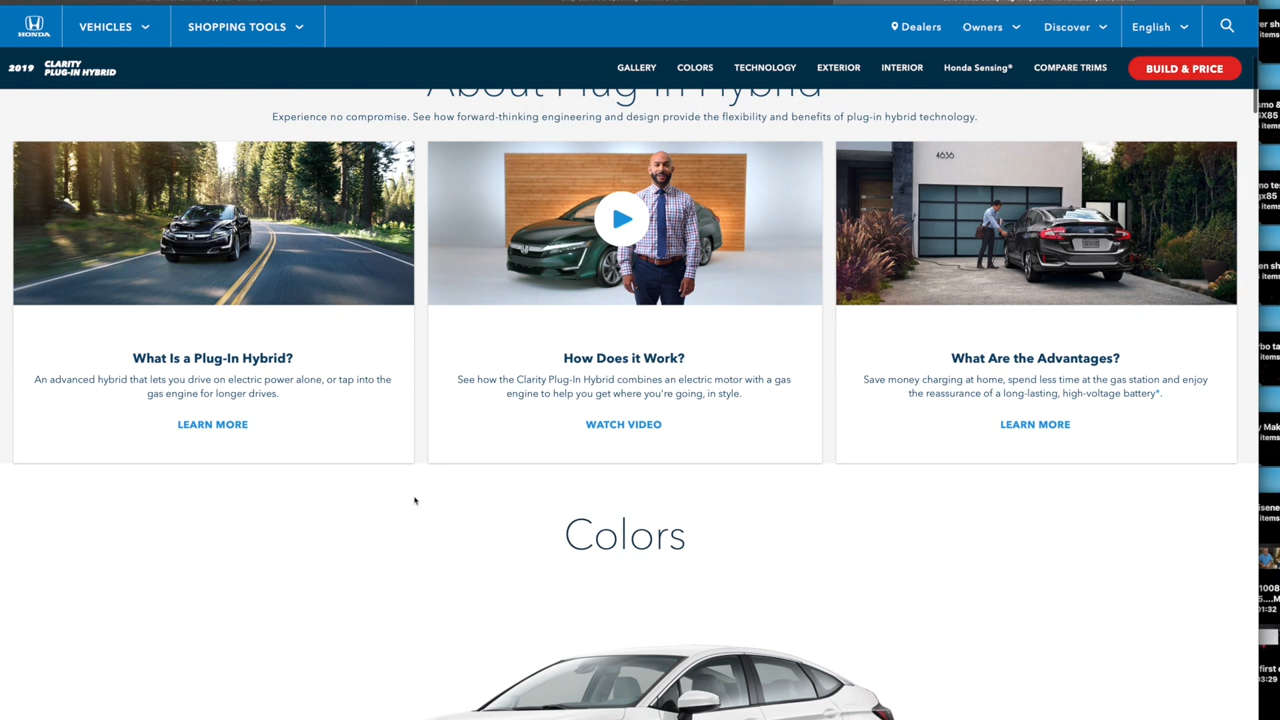 HONDA
VEHICLES
SHOPPING TOOLS
Dealers
Owners
Discover
English
2019
CLARITY
PLUG-IN HYBRID
GALLERY
COLORS
TECHNOLOGY
EXTERIOR
INTERIOR
Honda Sensing®
COMPARE TRIMS
BUILD & PRICE
About Plug-in Hybrid
Experience no compromise. See how forward-thinking engineering and design provide the flexibility and benefits of plug-in hybrid technology.
4656
What Is a Plug-In Hybrid?
An advanced hybrid that lets you drive on electric power alone, or tap into the
gas engine for longer drives.
LEARN MORE
How Does it Work?
See how the Clarity Plug-In Hybrid combines an electric motor with a gas
engine to help you get where you're going, in style.
WATCH VIDEO
What Are the Advantages?
Save money charging at home, spend less time at the gas station and enjoy
the reassurance of a long-lasting, high-voltage battery*.
LEARN MORE
Colors